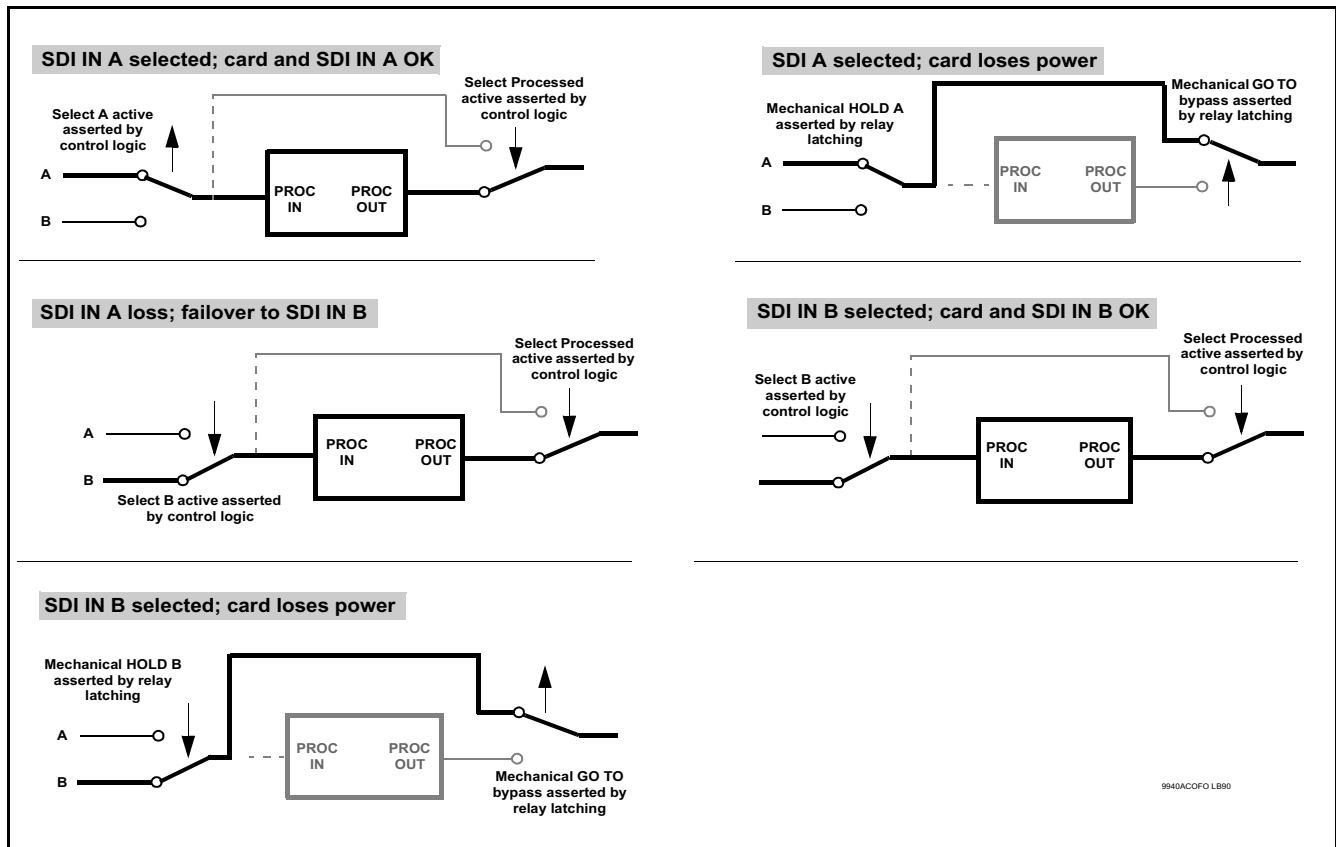 SDI IN A selected; card and SDI IN A OK
Select A active
asserted by
control logic
Select Processed
active asserted by
control logic
A
B
PROC
IN
PROC
OUT
SDI A selected; card loses power
Mechanical HOLD A
asserted by relay
latching
Mechanical GO TO
bypass asserted
by relay latching
A
B
PROC
IN
PROC
OUT
SDI IN A loss; failover to SDI IN B
Select Processed
active asserted by
control logic
A
B
PROC
IN
PROC
OUT
Select B active asserted
by control logic
SDI IN B selected; card and SDI IN B OK
Select B active
asserted by
control logic
Select Processed
active asserted by
control logic
PROC
IN
PROC
OUT
SDI IN B selected; card loses power
Mechanical HOLD B
asserted by relay
latching
A
B
PROC
IN
PROC
OUT
Mechanical GO TO
bypass asserted by
relay latching
9940ACOFO LB90